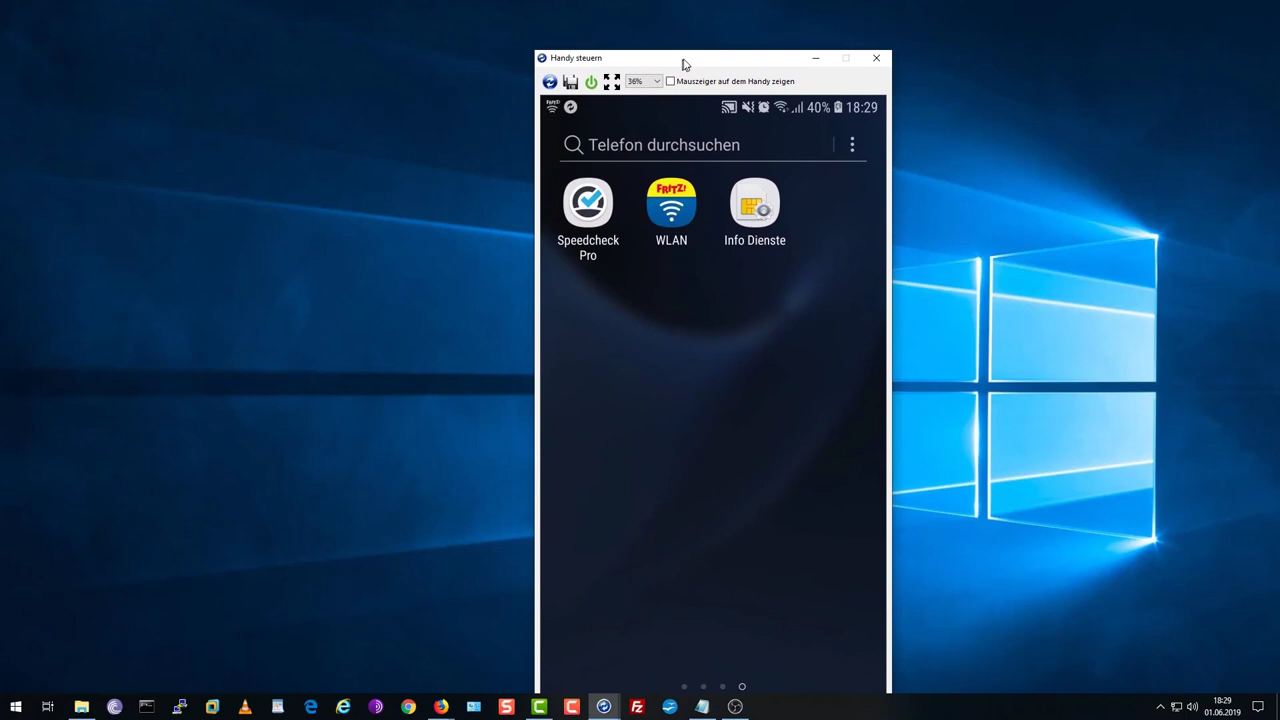 Handy steuern
36%
Mauszeiger auf dem Handy zeigen
FRITZ!
40% 18:29
Telefon durchsuchen
FRITZ!
Speedcheck
Pro
WLAN
Info Dienste
18:29
01.06.2019